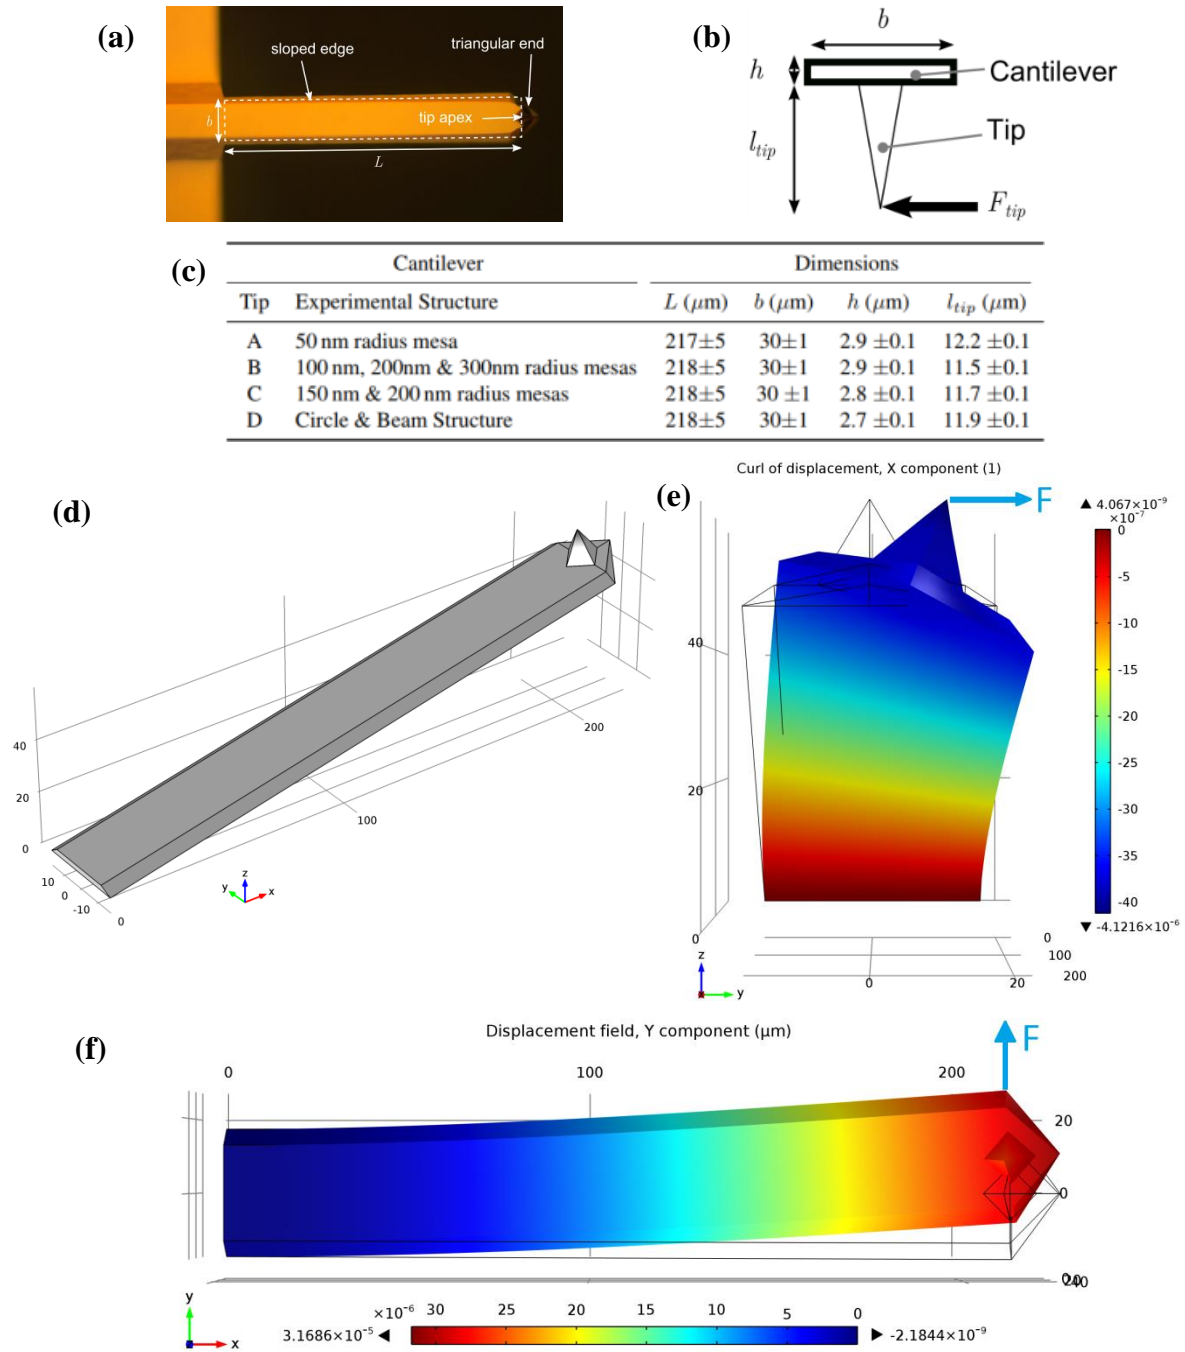 (a)
sloped edge
triangular end
tip apex
b
L
(b)
b
h
Cantilever
l_tip
Tip
F_tip
(c)
Cantilever Dimensions
Tip Experimental Structure L (μm) b (μm) h (μm) l_tip (μm)
A 50 nm radius mesa 217±5 30±1 2.9 ±0.1 12.2 ±0.1
B 100 nm, 200nm & 300nm radius mesas 218±5 30±1 2.9 ±0.1 11.5 ±0.1
C 150 nm & 200 nm radius mesas 218±5 30 ±1 2.8 ±0.1 11.7 ±0.1
D Circle & Beam Structure 218±5 30±1 2.7 ±0.1 11.9 ±0.1
(d)
40
20
0
10
0
-10
0
100
200
z
y
x
(e)
Curl of displacement, X component (1)
F
▲ 4.067×10⁻⁹
×10⁻⁷
0
-5
-10
-15
-20
-25
-30
-35
-40
▼ -4.1216×10⁻⁶
40
20
0
0
100
200
0
20
z
y
(f)
Displacement field, Y component (μm)
F
0 100 200
20
0
y
x
×10⁻⁶ 30 25 20 15 10 5 0
3.1686×10⁻⁵ ◀ ▶ -2.1844×10⁻⁹